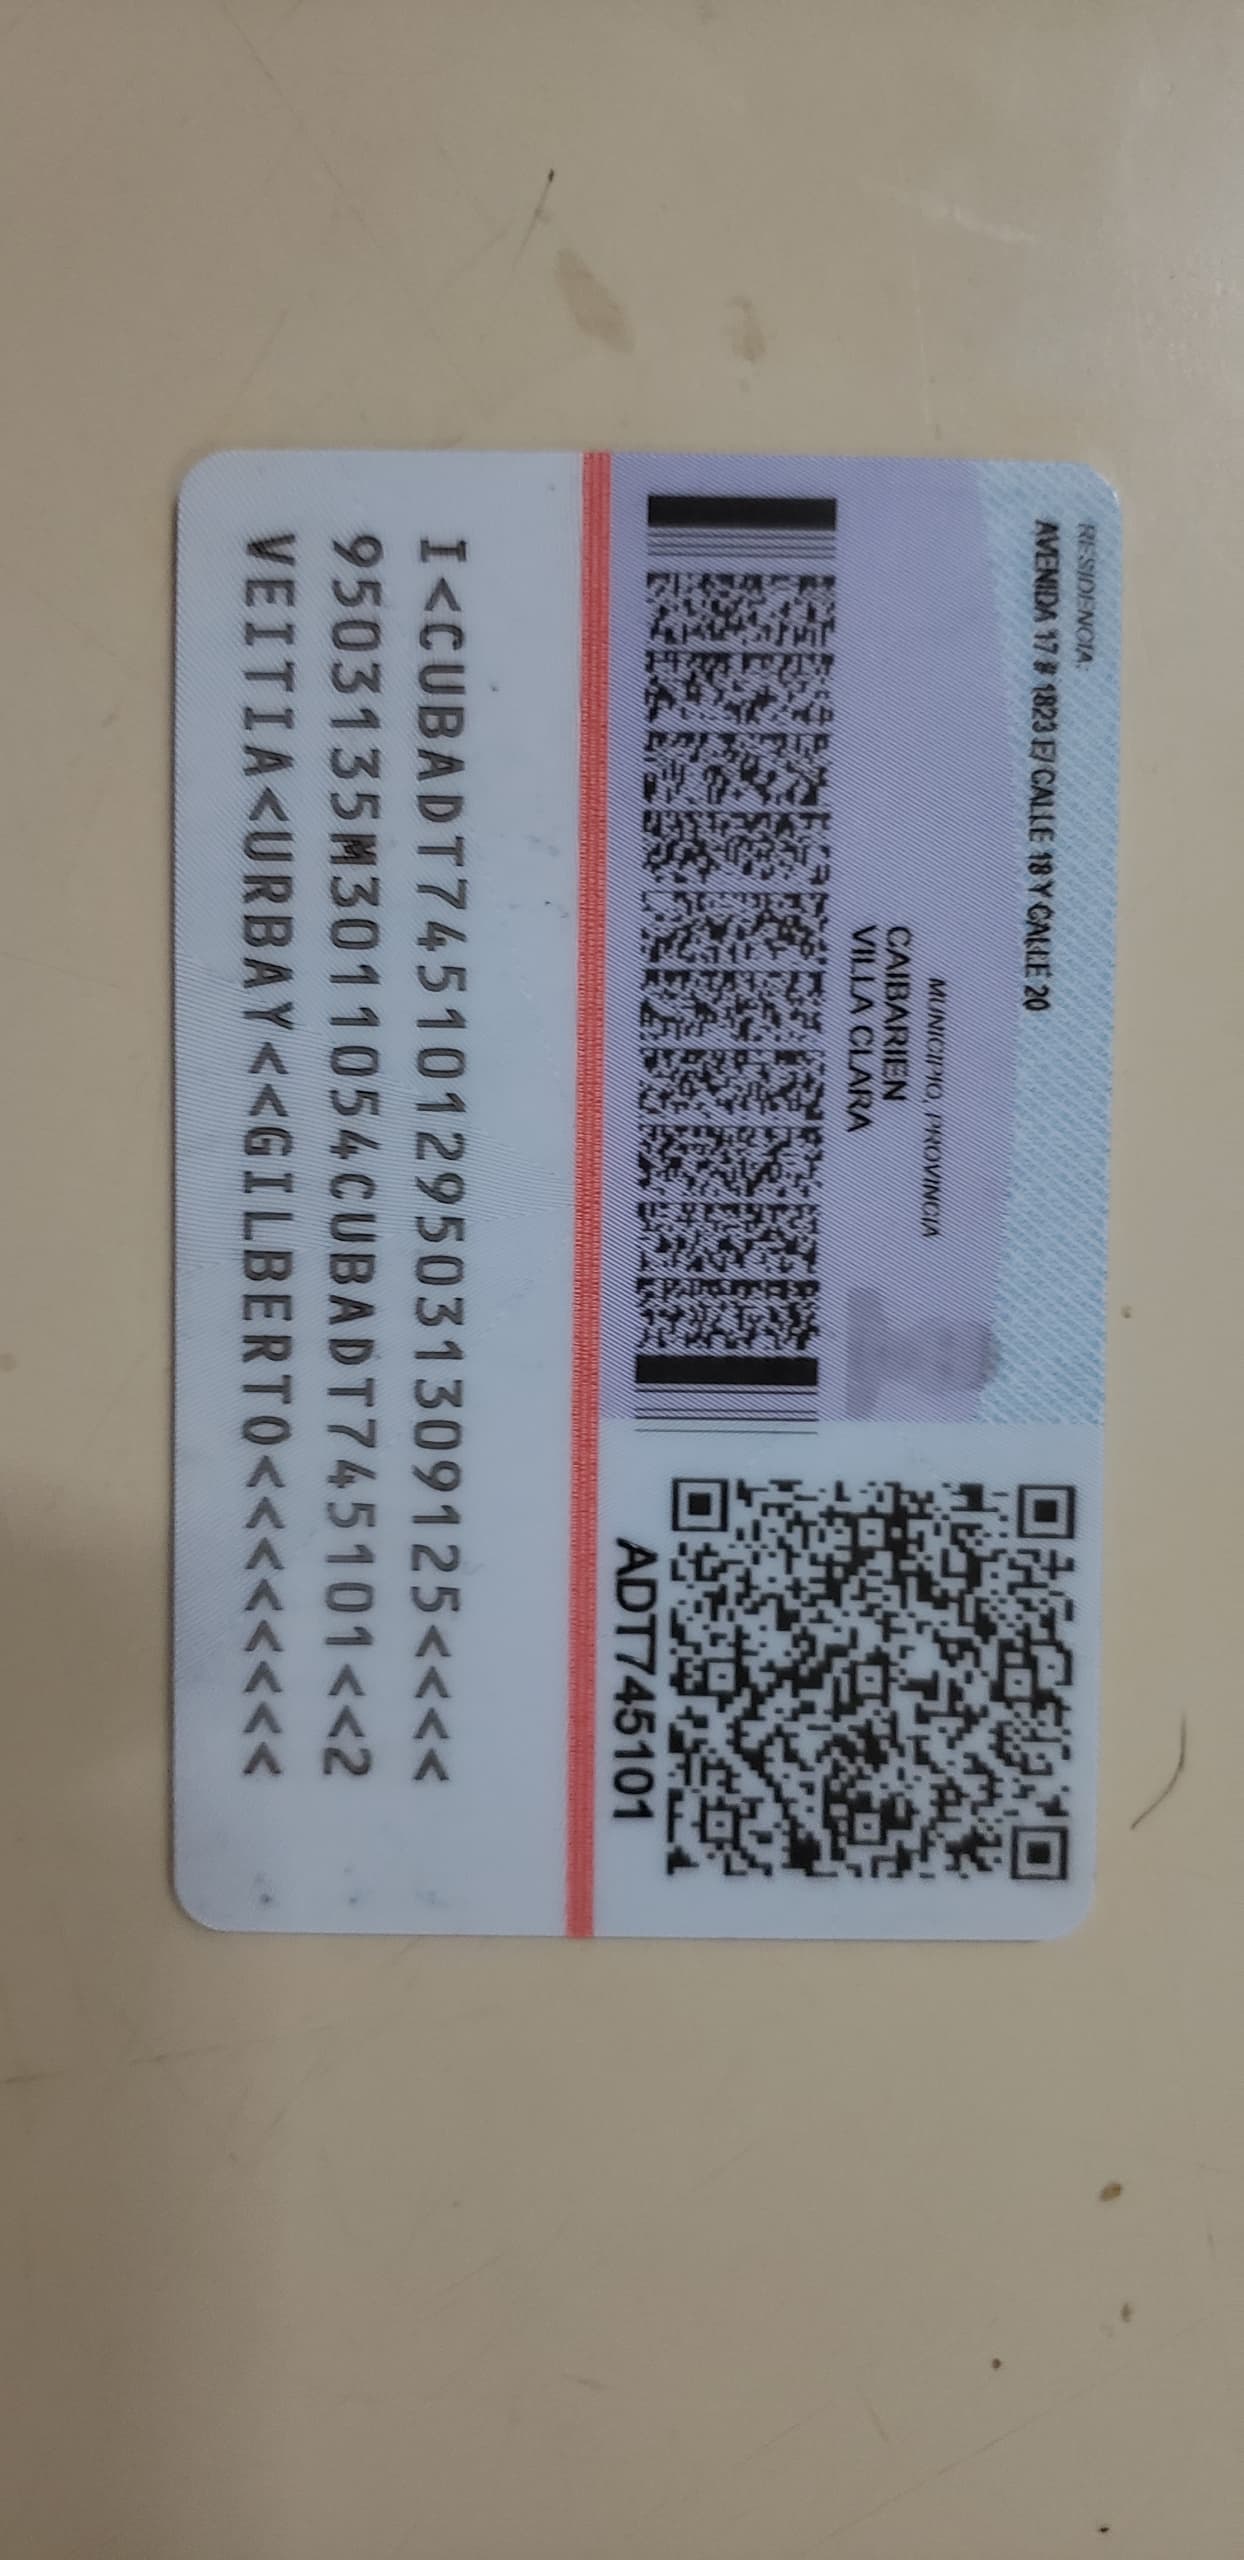 RESIDENCIA:
AVENIDA 17 # 1823 E/ CALLE 18 Y CALLE 20
MUNICIPIO, PROVINCIA
CAIBARIEN
VILLA CLARA
ADT745101
I<CUBADT745101295031309125<<<<
9503135M3011054CUBADT745101<<2
VEITIA<URBAY<<GILBERTO<<<<<<<<